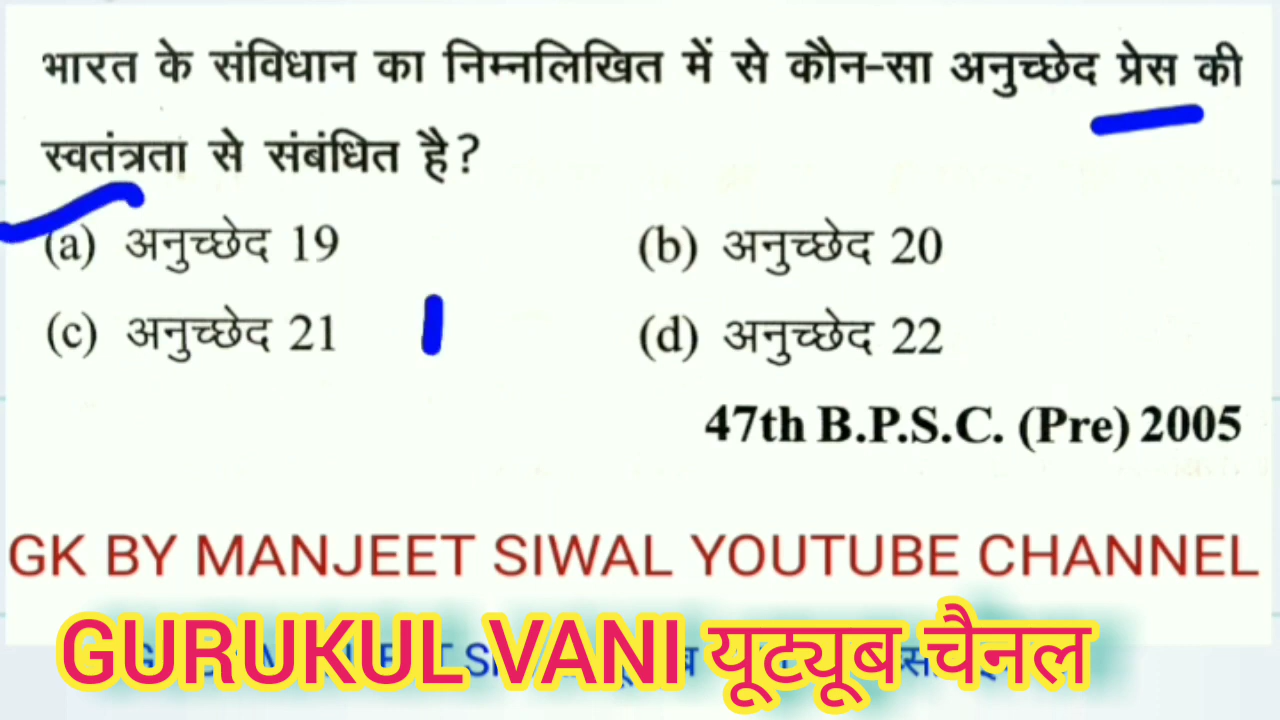 भारत के संविधान का निम्नलिखित में से कौन-सा अनुच्छेद प्रेस की
स्वतंत्रता से संबंधित है?
(a) अनुच्छेद 19 (b) अनुच्छेद 20
(c) अनुच्छेद 21 (d) अनुच्छेद 22
47th B.P.S.C. (Pre) 2005
GK BY MANJEET SIWAL YOUTUBE CHANNEL
GURUKUL VANI यूट्यूब चैनल